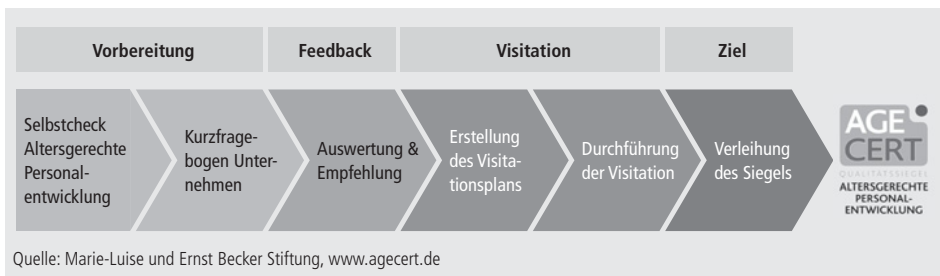 Vorbereitung
Feedback
Visitation
Ziel
Selbstcheck
Altersgerechte
Personal-
entwicklung
Kurzfrage-
bogen Unter-
nehmen
Auswertung &
Empfehlung
Erstellung
des Visita-
tionsplans
Durchführung
der Visitation
Verleihung
des Siegels
AGE
CERT
QUALITÄTSSIEGEL
ALTERSGERECHTE
PERSONAL-
ENTWICKLUNG
Quelle: Marie-Luise und Ernst Becker Stiftung, www.agecert.de